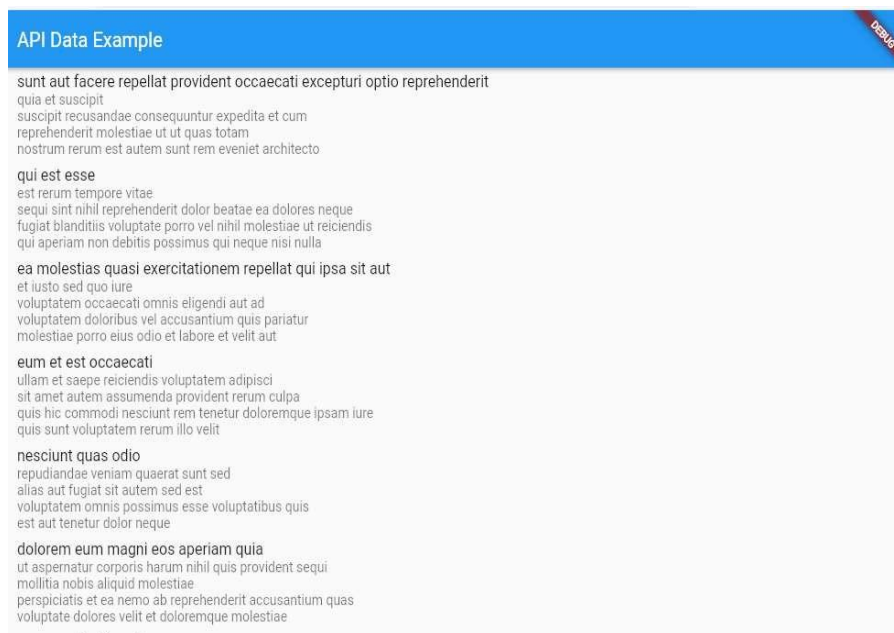 API Data Example
DEBUG
sunt aut facere repellat provident occaecati excepturi optio reprehenderit
quia et suscipit
suscipit recusandae consequuntur expedita et cum
reprehenderit molestiae ut ut quas totam
nostrum rerum est autem sunt rem eveniet architecto
qui est esse
est rerum tempore vitae
sequi sint nihil reprehenderit dolor beatae ea dolores neque
fugiat blanditiis voluptate porro vel nihil molestiae ut reiciendis
qui aperiam non debitis possimus qui neque nisi nulla
ea molestias quasi exercitationem repellat qui ipsa sit aut
et iusto sed quo iure
voluptatem occaecati omnis eligendi aut ad
voluptatem doloribus vel accusantium quis pariatur
molestiae porro eius odio et labore et velit aut
eum et est occaecati
ullam et saepe reiciendis voluptatem adipisci
sit amet autem assumenda provident rerum culpa
quis hic commodi nesciunt rem tenetur doloremque ipsam iure
quis sunt voluptatem rerum illo velit
nesciunt quas odio
repudiandae veniam quaerat sunt sed
alias aut fugiat sit autem sed est
voluptatem omnis possimus esse voluptatibus quis
est aut tenetur dolor neque
dolorem eum magni eos aperiam quia
ut aspernatur corporis harum nihil quis provident sequi
mollitia nobis aliquid molestiae
perspiciatis et ea nemo ab reprehenderit accusantium quas
voluptate dolores velit et doloremque molestiae